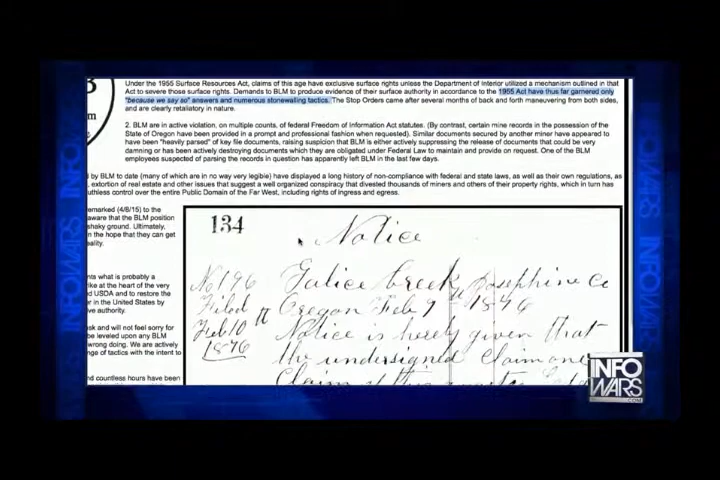 Under the 1955 Surface Resources Act, claims of this age have exclusive surface rights unless the Department of Interior utilized a mechanism outlined in that
Act to sever those surface rights. Demands to BLM to produce evidence of their surface authority in accordance to the 1955 Act have thus far garnered only
"because we say so" answers and numerous stonewalling tactics. The Stop Orders came after several months of back and forth maneuvering from both sides,
and are clearly retaliatory in nature.
2. BLM are in active violation, on multiple counts, of federal Freedom of Information Act statutes. (By contrast, certain mine records in the possession of the
State of Oregon have been provided in a prompt and professional fashion when requested). Similar documents secured by another miner have appeared to
have been "heavily parsed" of key file documents, raising suspicion that BLM is either actively suppressing the release of documents that could be very
damning or has been actively destroying documents which they are obligated under Federal Law to maintain and provide on request. One of the BLM
employees suspected of parsing the records in question has apparently left BLM in the last few days.
d by BLM to date (many of which are in no way very legible) have displayed a long history of non-compliance with federal and state laws, as well as their own regulations, as
, extortion of real estate and other issues that suggest a well organized conspiracy that divested thousands of miners and others of their property rights, which in turn has
uthless control over the entire Public Domain of the Far West, including rights of ingress and egress.
emarked (4/8/15) to the
aware that the BLM position
shaky ground. Ultimately,
n the hope that they can get
eality.
nts what is probably a
rike at the heart of the very
d USDA and to restore the
r in the United States by
ve authority.
ask and will not feel sorry for
be leveled upon any BLM
wrong doing. We are actively
nge of tactics with the intent to
nd countless hours have been
134
Notice
No 196
Filed
Feb 10th
1876
Galice Creek Josephine Co
Oregon Feb 9th 1876
Notice is hereby given that
the undersigned Claim one
INFOWARS
INFO
WARS
.COM